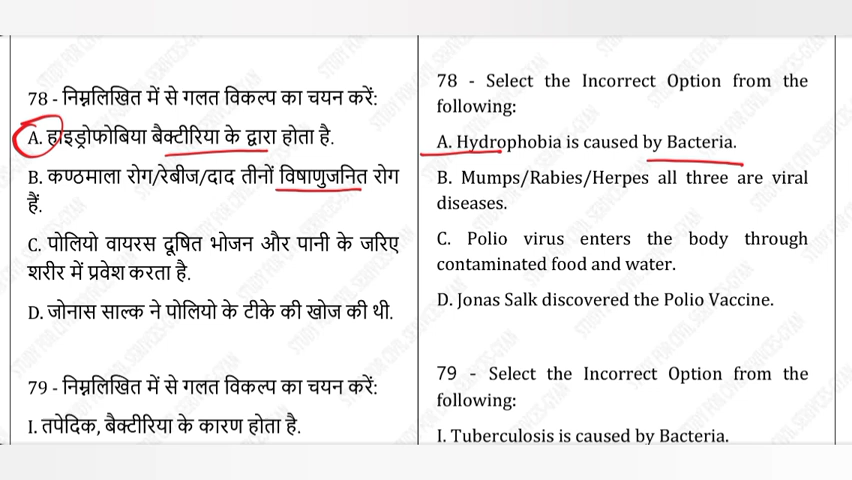 78 - निम्नलिखित में से गलत विकल्प का चयन करें:
A. हाइड्रोफोबिया बैक्टीरिया के द्वारा होता है.
B. कण्ठमाला रोग/रेबीज/दाद तीनों विषाणुजनित रोग
हैं.
C. पोलियो वायरस दूषित भोजन और पानी के जरिए
शरीर में प्रवेश करता है.
D. जोनास साल्क ने पोलियो के टीके की खोज की थी.
79 - निम्नलिखित में से गलत विकल्प का चयन करें:
I. तपेदिक, बैक्टीरिया के कारण होता है.
78 - Select the Incorrect Option from the
following:
A. Hydrophobia is caused by Bacteria.
B. Mumps/Rabies/Herpes all three are viral
diseases.
C. Polio virus enters the body through
contaminated food and water.
D. Jonas Salk discovered the Polio Vaccine.
79 - Select the Incorrect Option from the
following:
I. Tuberculosis is caused by Bacteria.